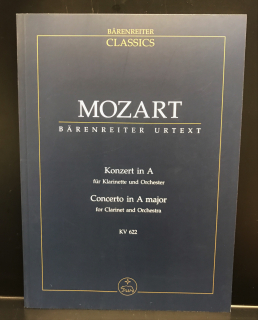 BÄRENREITER
CLASSICS
MOZART
BÄRENREITER URTEXT
Konzert in A
für Klarinette und Orchester
Concerto in A major
for Clarinet and Orchestra
KV 622